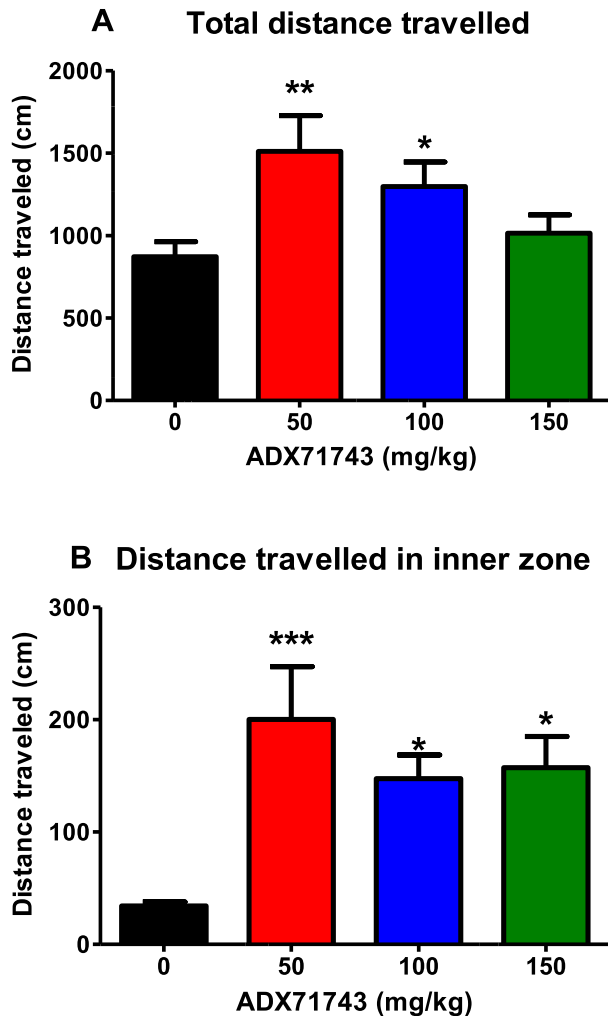 A Total distance travelled
Distance traveled (cm)
2000
**
1500
*
1000
500
0
0 50 100 150
ADX71743 (mg/kg)
B Distance travelled in inner zone
Distance traveled (cm)
300
***
200
*
*
100
0
0 50 100 150
ADX71743 (mg/kg)